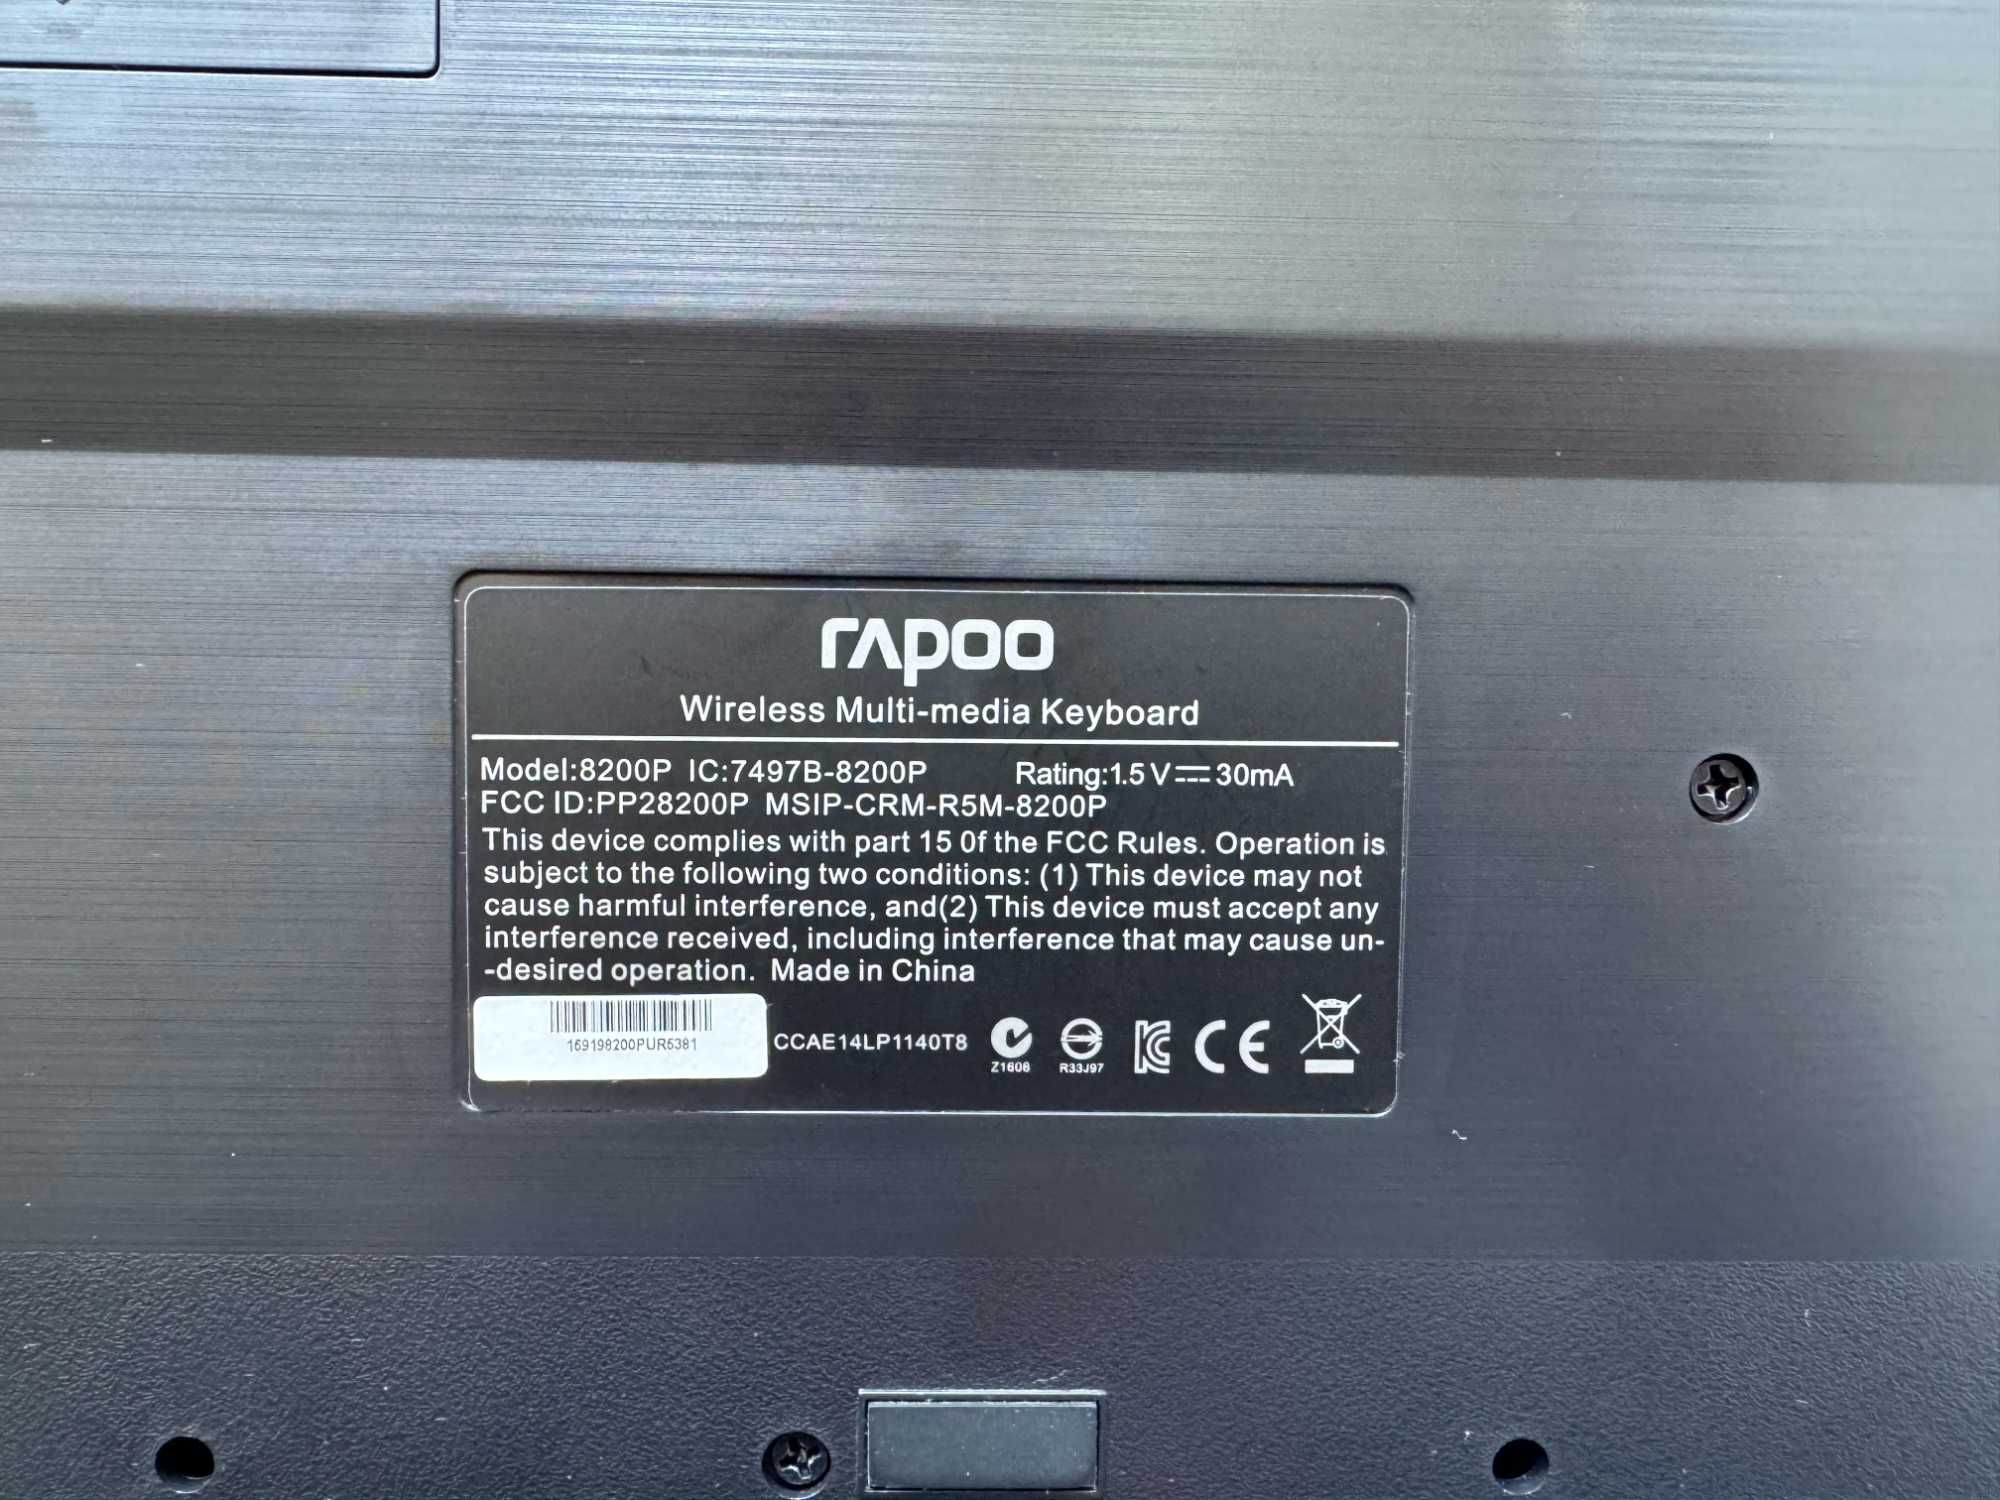 rapoo
Wireless Multi-media Keyboard
Model:8200P IC:7497B-8200P Rating:1.5 V⎓30mA
FCC ID:PP28200P MSIP-CRM-R5M-8200P
This device complies with part 15 0f the FCC Rules. Operation is
subject to the following two conditions: (1) This device may not
cause harmful interference, and(2) This device must accept any
interference received, including interference that may cause un-
-desired operation. Made in China
159198200PUR5381
CCAE14LP1140T8
Z1608
R33J97
CE